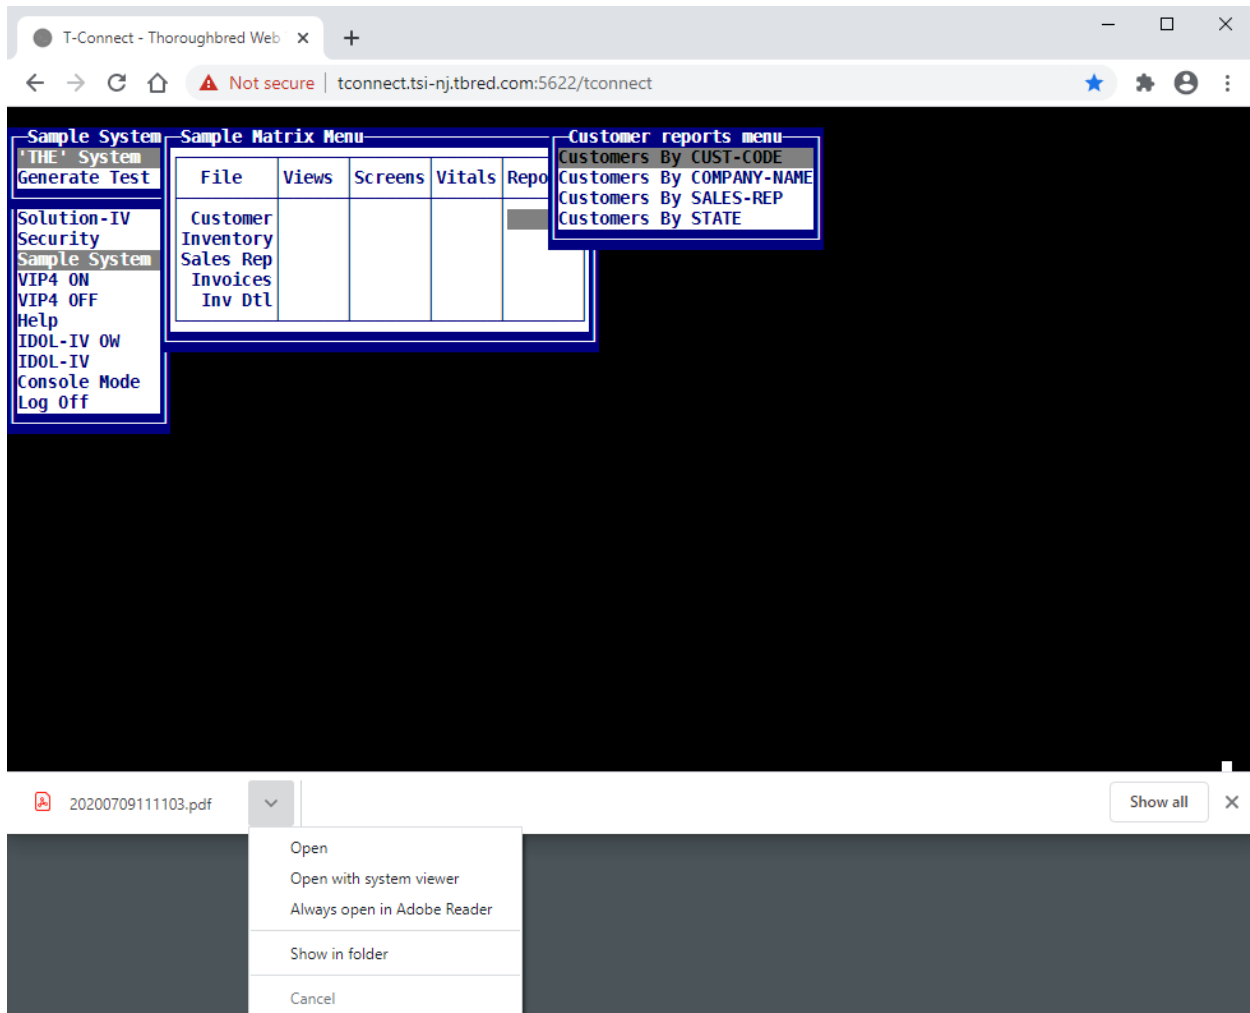 T-Connect - Thoroughbred Web
Not secure | tconnect.tsi-nj.tbred.com:5622/tconnect
Sample System
'THE' System
Generate Test
Solution-IV
Security
Sample System
VIP4 ON
VIP4 OFF
Help
IDOL-IV OW
IDOL-IV
Console Mode
Log Off
Sample Matrix Menu
File Views Screens Vitals Repo
Customer
Inventory
Sales Rep
Invoices
Inv Dtl
Customer reports menu
Customers By CUST-CODE
Customers By COMPANY-NAME
Customers By SALES-REP
Customers By STATE
20200709111103.pdf
Show all
Open
Open with system viewer
Always open in Adobe Reader
Show in folder
Cancel